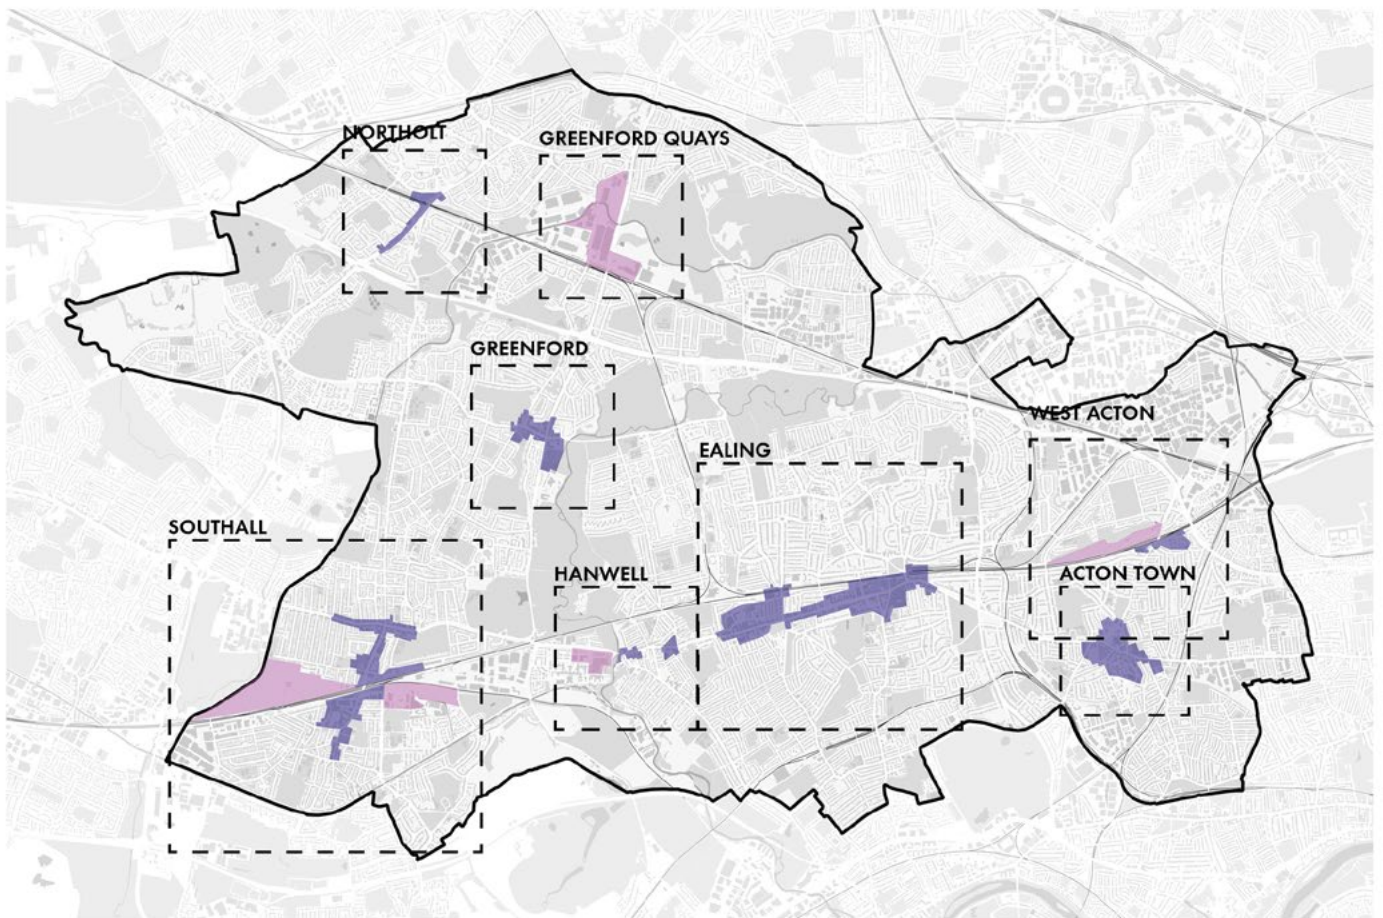 NORTHOLT
GREENFORD QUAYS
GREENFORD
WEST ACTON
EALING
SOUTHALL
HANWELL
ACTON TOWN